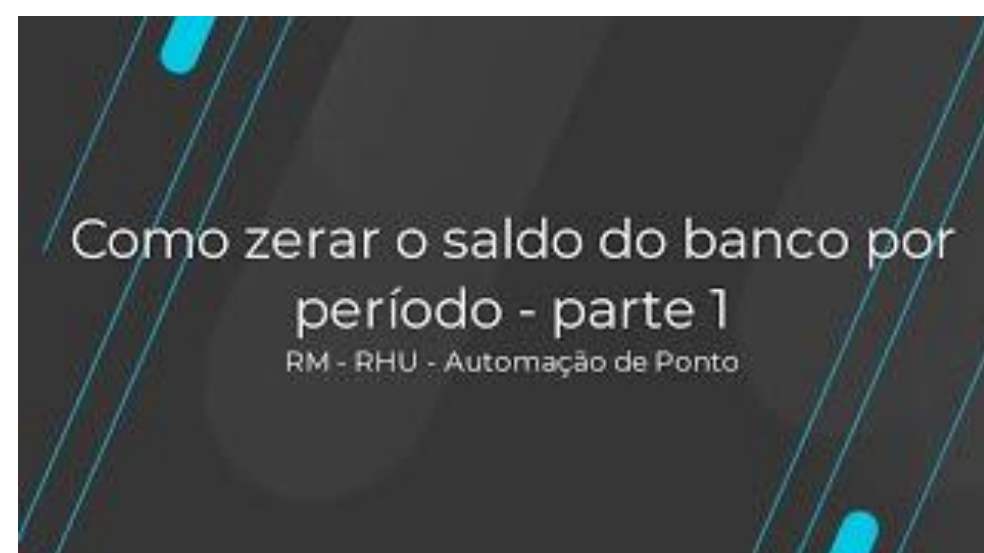 Como zerar o saldo do banco por
período - parte 1
RM - RHU - Automação de Ponto